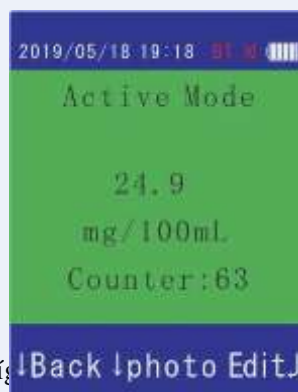 2019/05/18 19:18
Active Mode
24.9
mg/100mL
Counter:63
↓Back ↓photo Edit↓